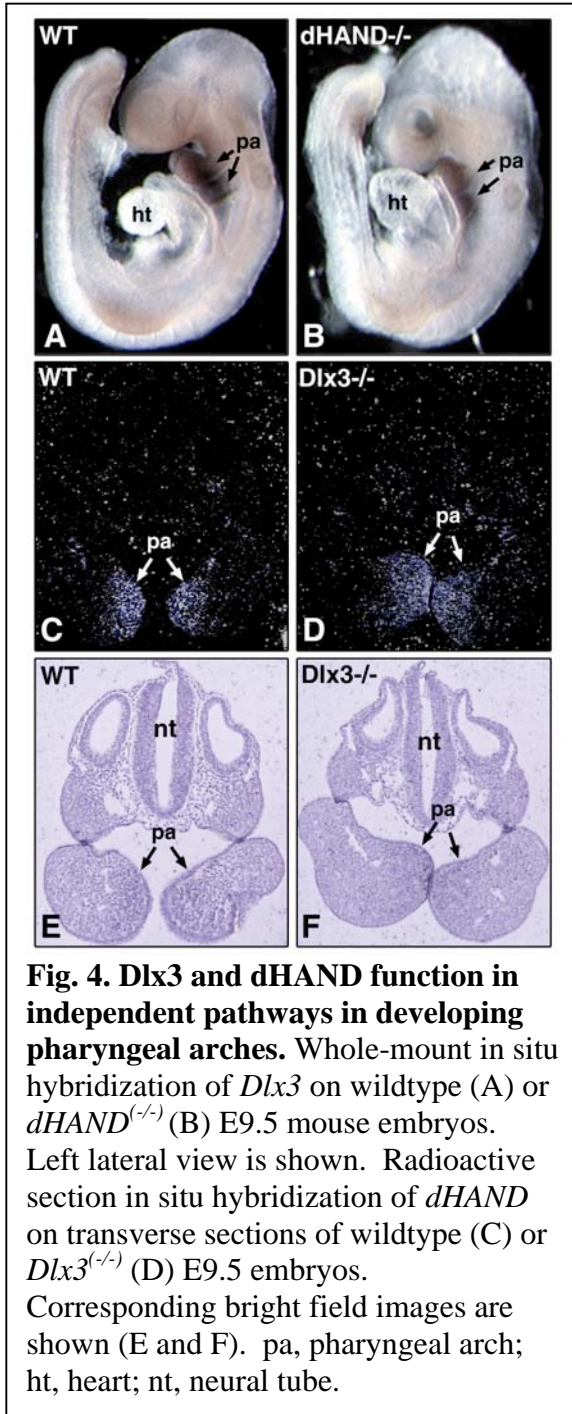 WT
dHAND-/-
pa
pa
ht
ht
A
B
WT
Dlx3-/-
pa
pa
C
D
WT
Dlx3-/-
nt
nt
pa
pa
E
F
Fig. 4. Dlx3 and dHAND function in
independent pathways in developing
pharyngeal arches. Whole-mount in situ
hybridization of Dlx3 on wildtype (A) or
dHAND(-/-) (B) E9.5 mouse embryos.
Left lateral view is shown. Radioactive
section in situ hybridization of dHAND
on transverse sections of wildtype (C) or
Dlx3(-/-) (D) E9.5 embryos.
Corresponding bright field images are
shown (E and F). pa, pharyngeal arch;
ht, heart; nt, neural tube.